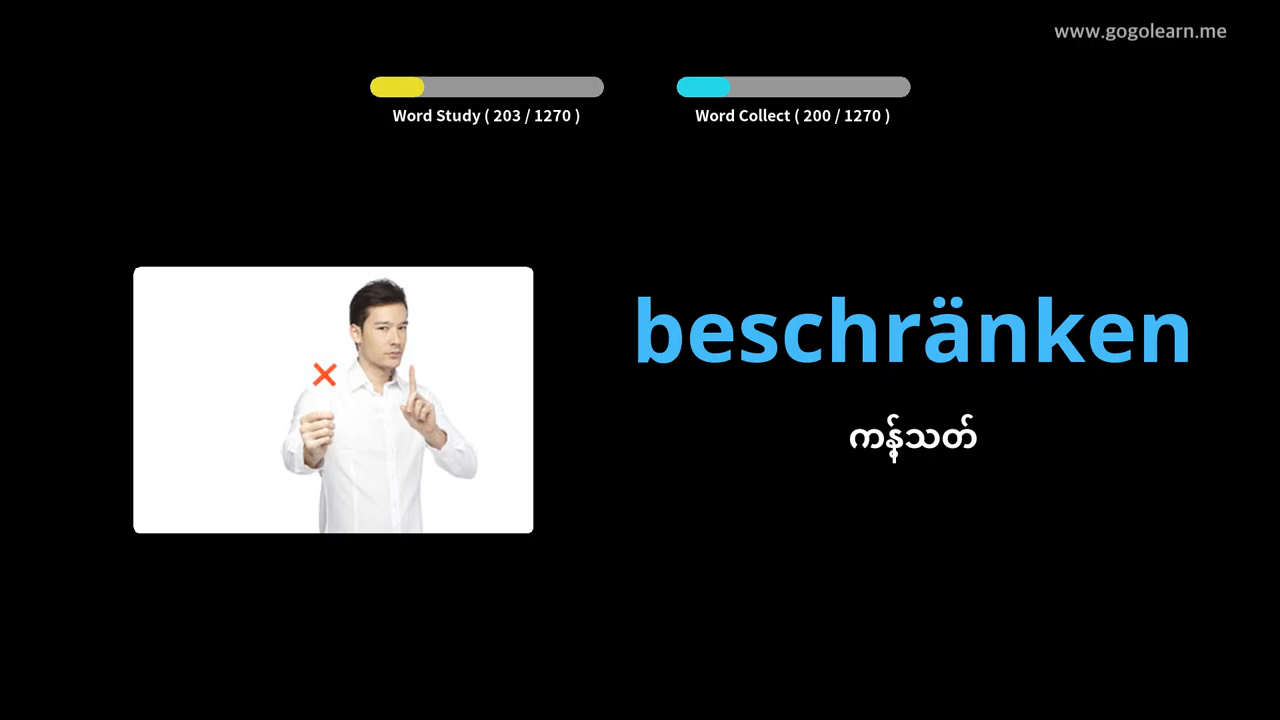 www.gogolearn.me
Word Study ( 203 / 1270 )
Word Collect ( 200 / 1270 )
beschränken
ကန့်သတ်